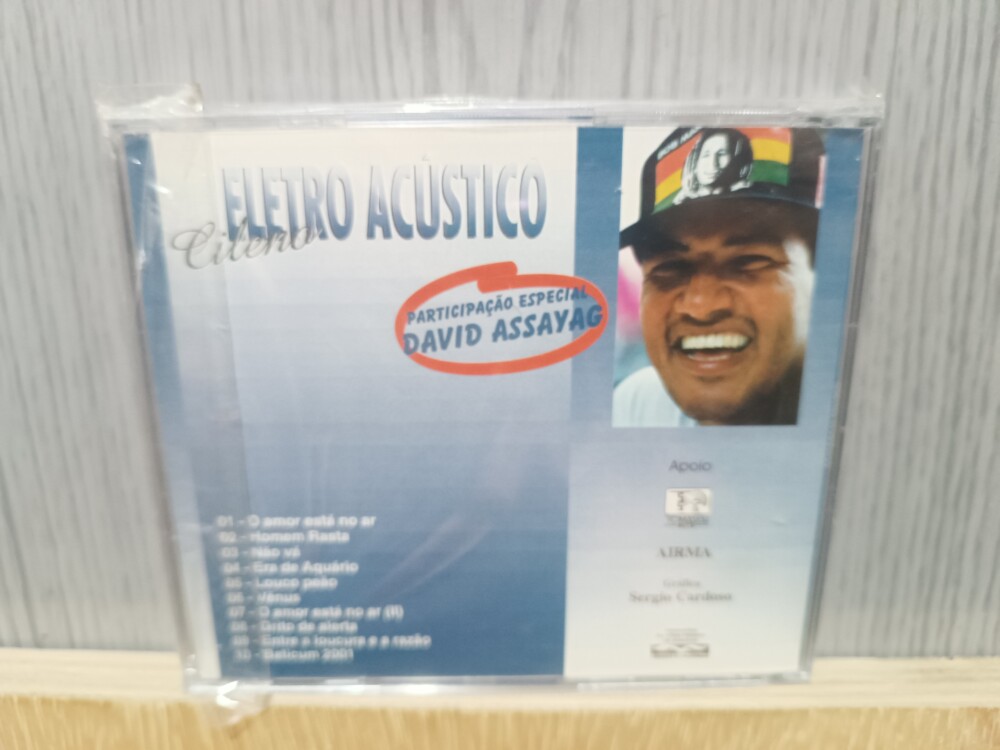 ELETRO ACÚSTICO
Cileno
PARTICIPAÇÃO ESPECIAL
DAVID ASSAYAG
Apoio
AIRMA
Gráfica
Sergio Cardoso
01 - O amor está no ar
02 - Homem Rasta
03 - Não vá
04 - Era de Aquário
05 - Louco peão
06 - Vênus
07 - O amor está no ar (II)
08 - Grito de alerta
09 - Entre a loucura e a razão
10 - Baticum 2001